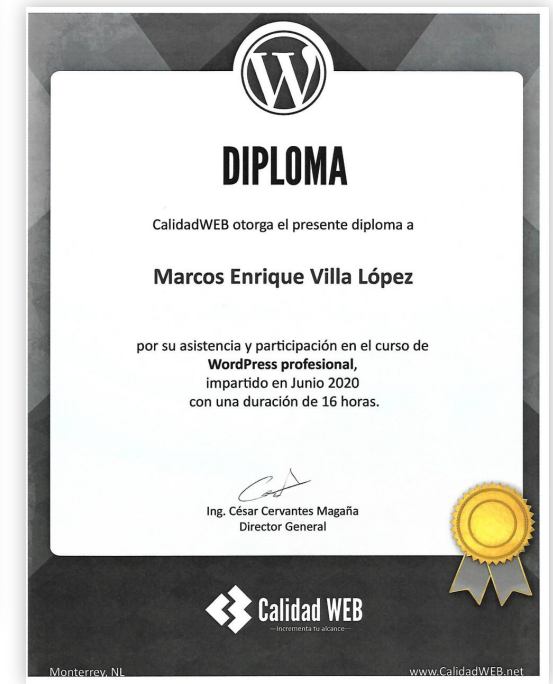 DIPLOMA
CalidadWEB otorga el presente diploma a
Marcos Enrique Villa López
por su asistencia y participación en el curso de
WordPress profesional,
impartido en Junio 2020
con una duración de 16 horas.
Ing. César Cervantes Magaña
Director General
Calidad WEB
—Incrementa tu alcance—
Monterrey, NL
www.CalidadWEB.net